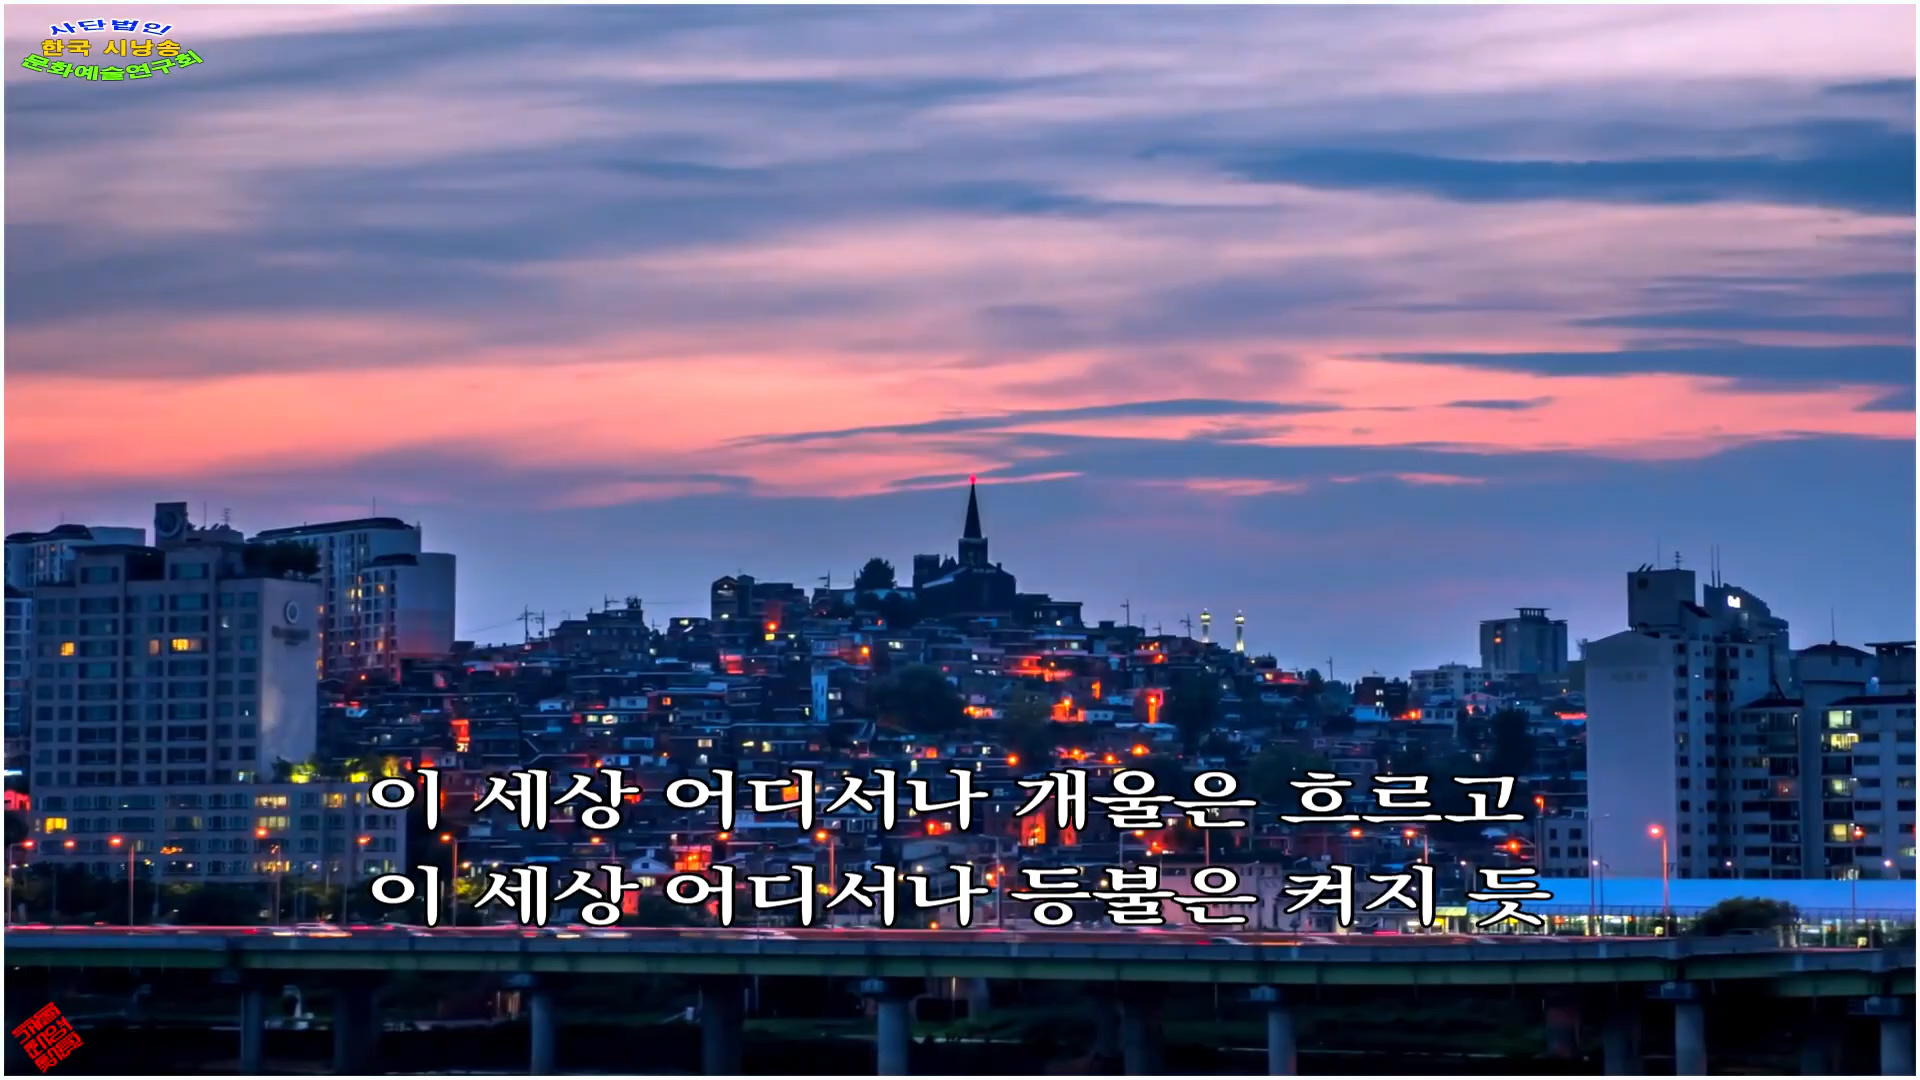 사단법인
한국 시낭송
문화예술연구회
이 세상 어디서나 개울은 흐르고
이 세상 어디서나 등불은 켜지 듯